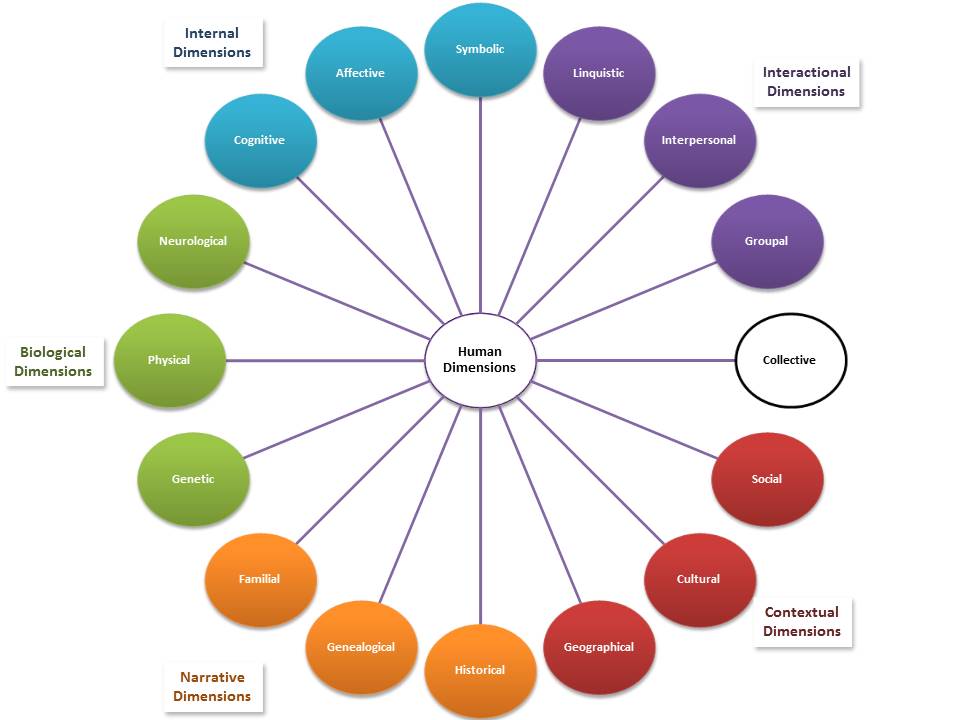 Internal
Dimensions
Symbolic
Affective
Linquistic
Interactional
Dimensions
Cognitive
Interpersonal
Neurological
Groupal
Biological
Dimensions
Physical
Human
Dimensions
Collective
Genetic
Social
Familial
Cultural
Contextual
Dimensions
Genealogical
Geographical
Historical
Narrative
Dimensions